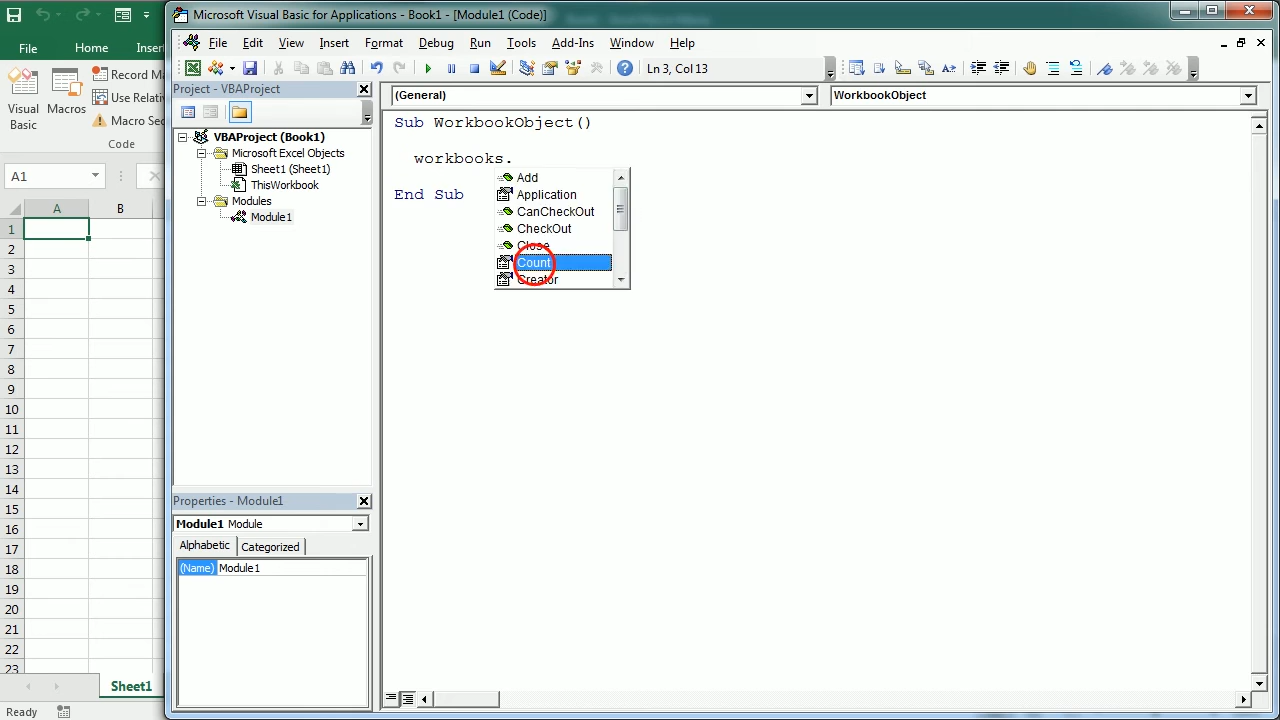 Microsoft Visual Basic for Applications - Book1 - [Module1 (Code)]
File Home Inser
File Edit View Insert Format Debug Run Tools Add-Ins Window Help
Record Ma
Use Relativ
Macro Sec
Visual Basic
Macros
Code
Ln 3, Col 13
Project - VBAProject
(General)
WorkbookObject
VBAProject (Book1)
Microsoft Excel Objects
Sheet1 (Sheet1)
ThisWorkbook
Modules
Module1
Sub WorkbookObject()
workbooks.
End Sub
Add
Application
CanCheckOut
CheckOut
Close
Count
Creator
A1
A B
1
2
3
4
5
6
7
8
9
10
11
12
13
14
15
16
17
18
19
20
21
22
23
Properties - Module1
Module1 Module
Alphabetic Categorized
(Name) Module1
Sheet1
Ready